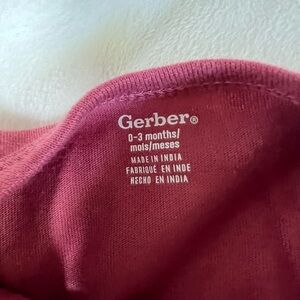 Gerber®
0-3 months/
mois/meses
MADE IN INDIA
FABRIQUÉ EN INDE
HECHO EN INDIA